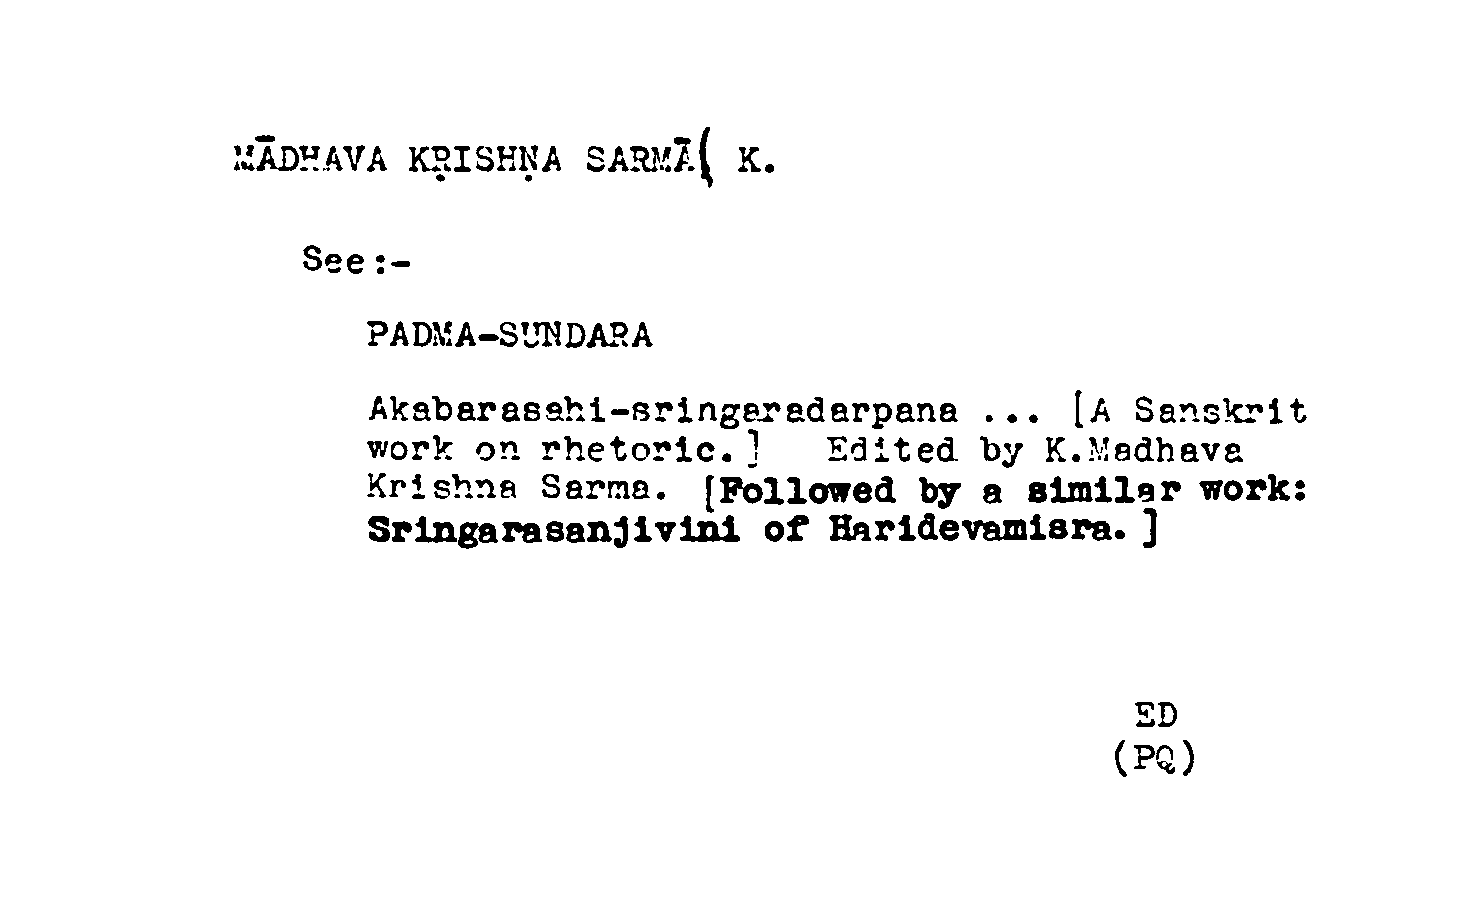 MĀDHAVA KṚISHṆA SARMĀ( K.
See:-
PADMA-SUNDARA
Akabarasahi-sringaradarpana ... [A Sanskrit
work on rhetoric.] Edited by K.Madhava
Krishna Sarma. [Followed by a similar work:
Sringarasanjivini of Haridevamisra.]
ED
(PQ)